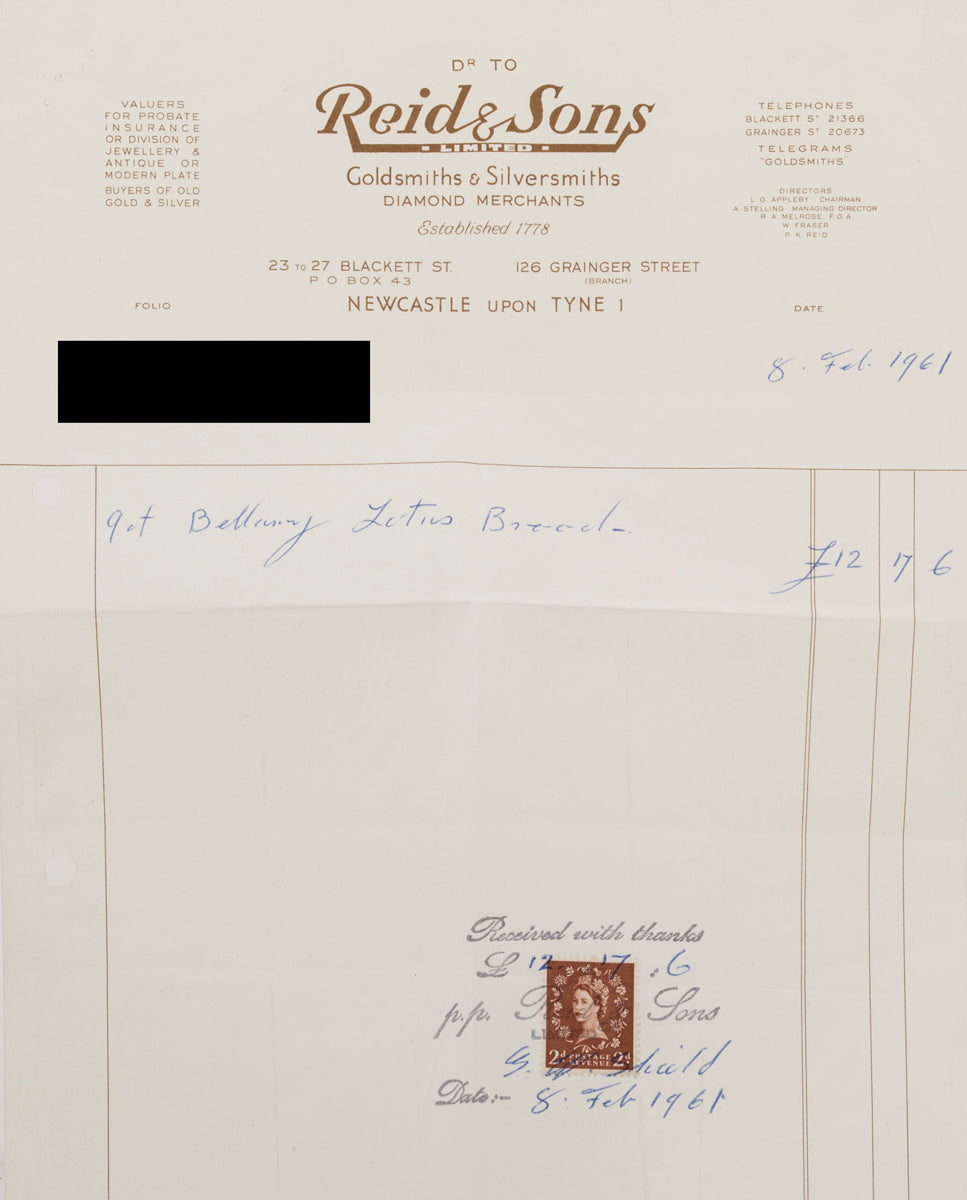 DR TO
Reid & Sons
LIMITED
Goldsmiths & Silversmiths
DIAMOND MERCHANTS
Established 1778
VALUERS
FOR PROBATE
INSURANCE
OR DIVISION OF
JEWELLERY &
ANTIQUE OR
MODERN PLATE
BUYERS OF OLD
GOLD & SILVER
TELEPHONES
BLACKETT ST 21366
GRAINGER ST 20673
TELEGRAMS
"GOLDSMITHS"
DIRECTORS
L. G. APPLEBY CHAIRMAN
A. STELLING. MANAGING DIRECTOR
R. A. MELROSE, F.G.A.
W. FRASER
P. K. REID
23 TO 27 BLACKETT ST.
P O BOX 43
126 GRAINGER STREET
(BRANCH)
FOLIO
NEWCASTLE UPON TYNE 1
DATE
8. Feb. 1961
9ct Lotus
£12 17 6
Received with thanks
£ 12 . 17 : 6
p.p. Sons
LIMITED
2d POSTAGE REVENUE 2d
G. Shield
Date:- 8. Feb 1961